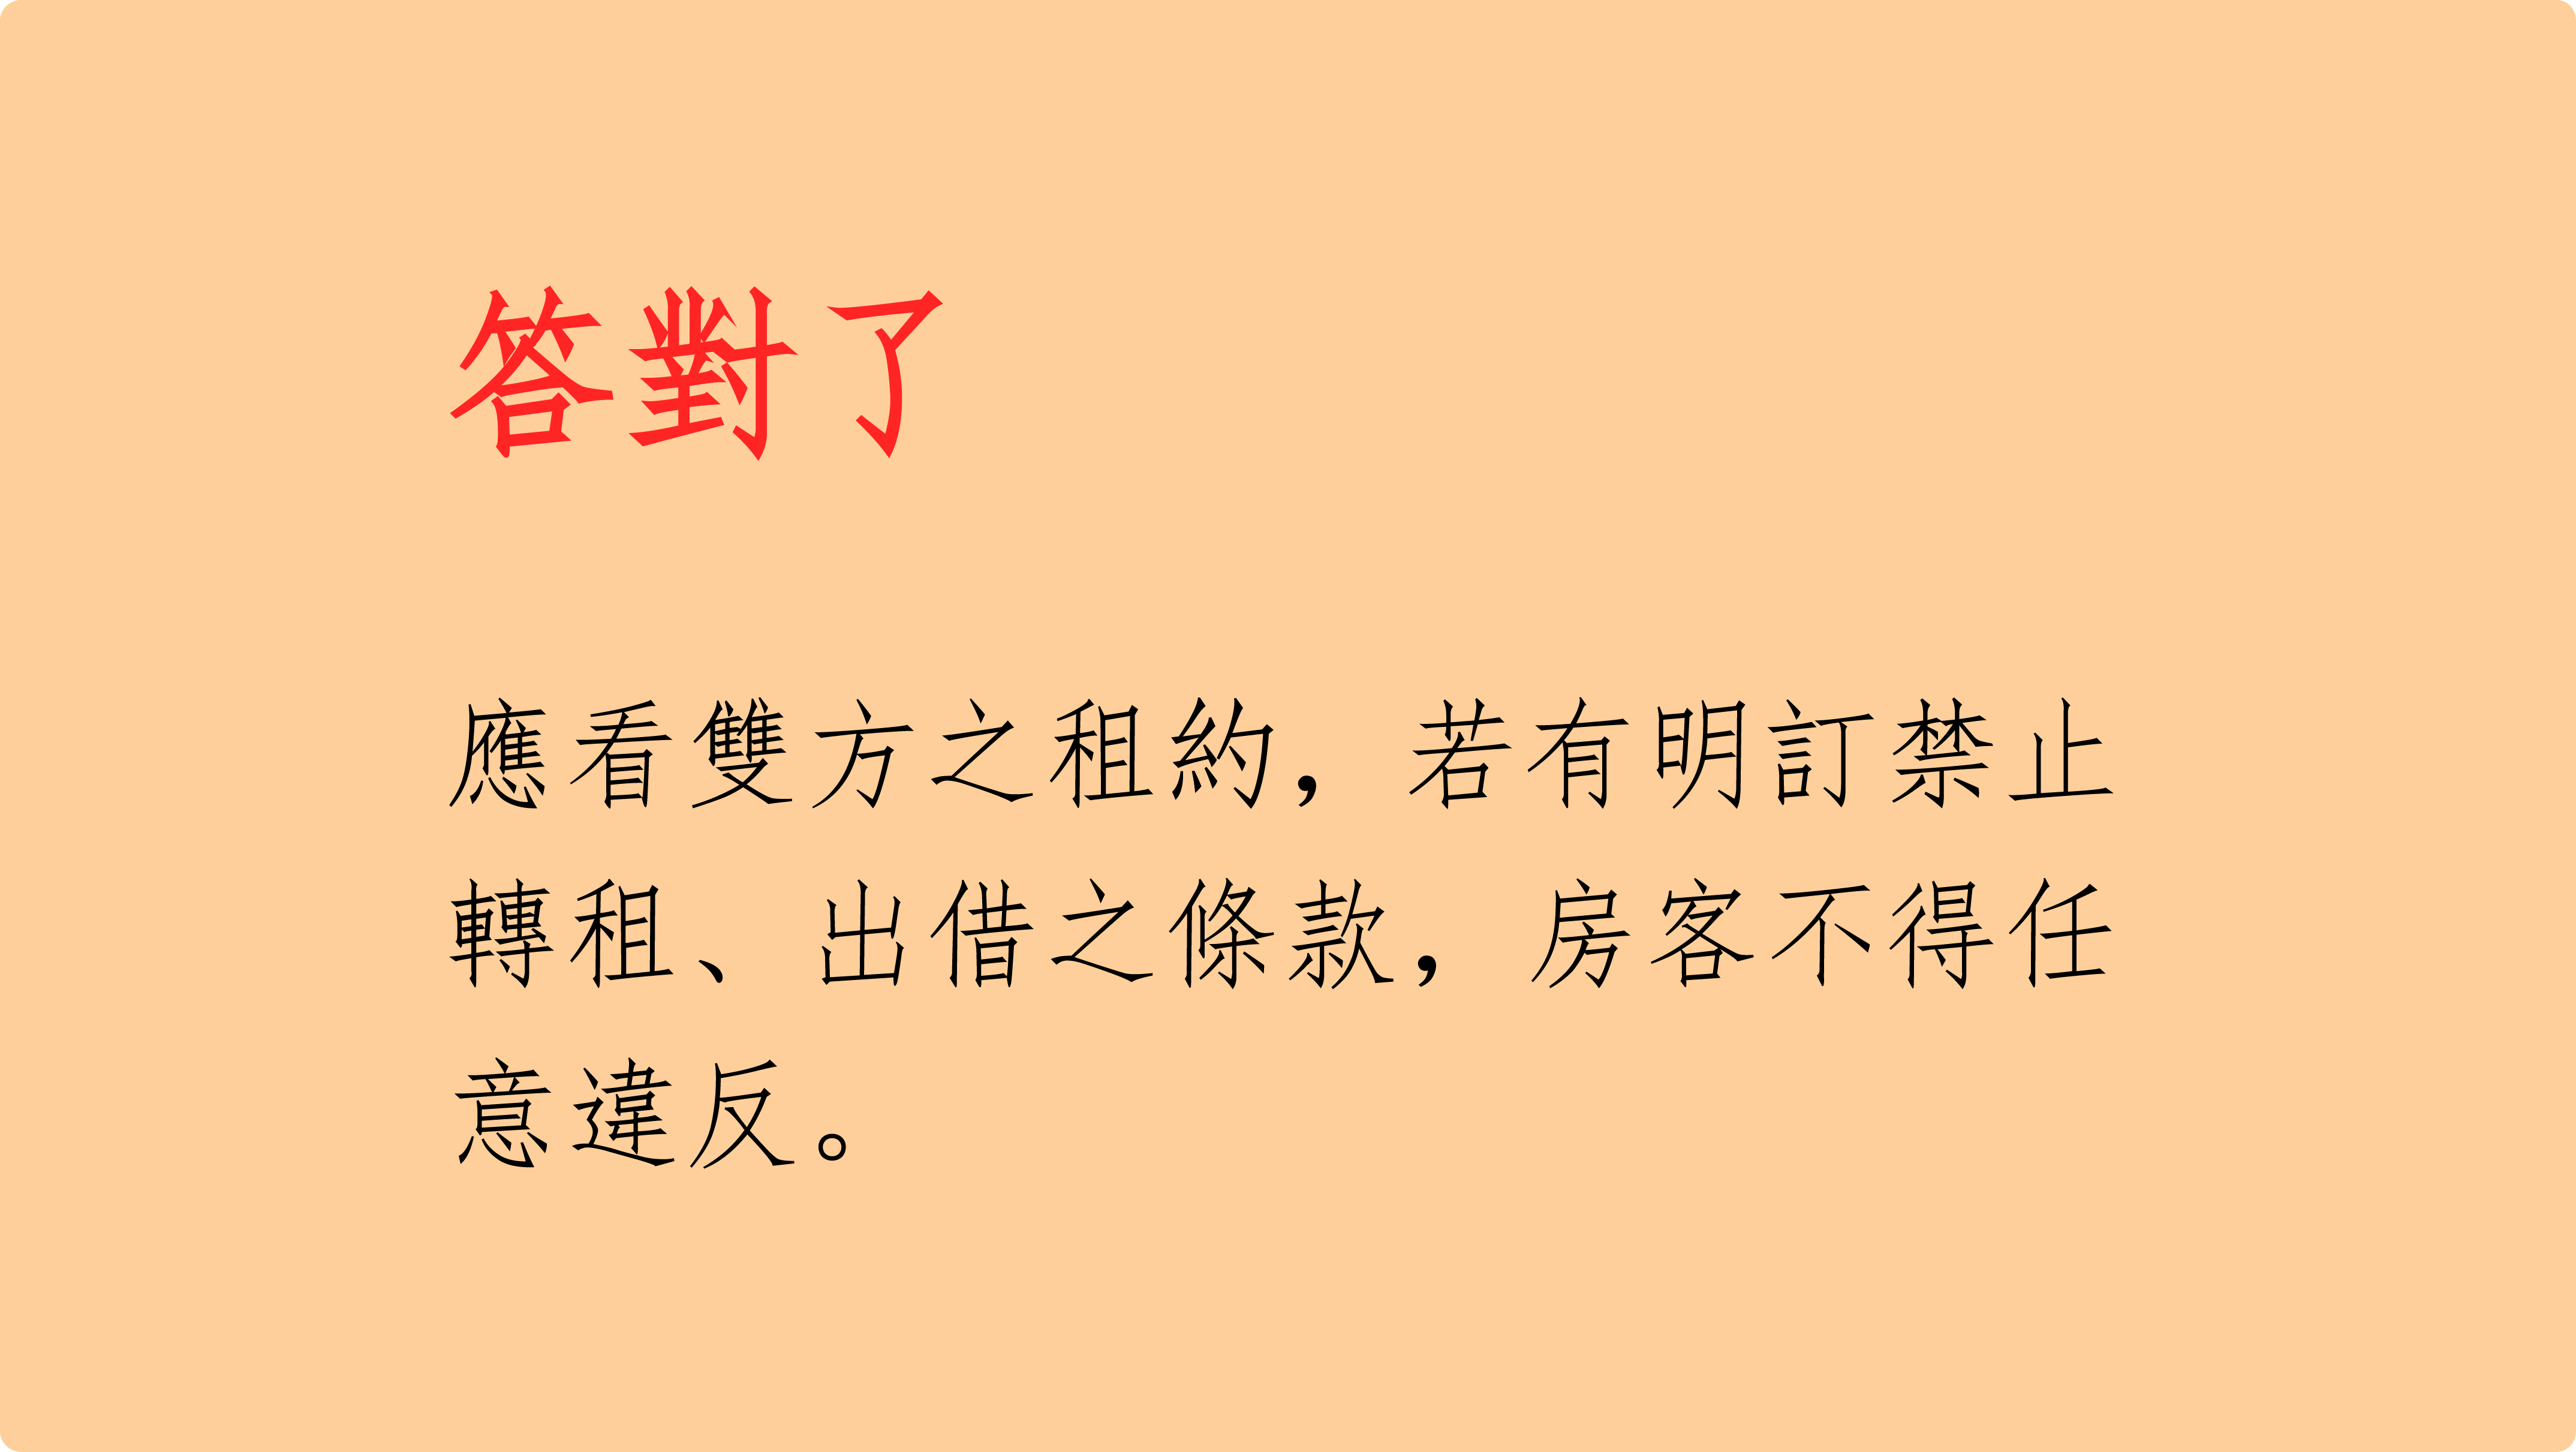 答對了
應看雙方之租約，若有明訂禁止
轉租、出借之條款，房客不得任
意違反。